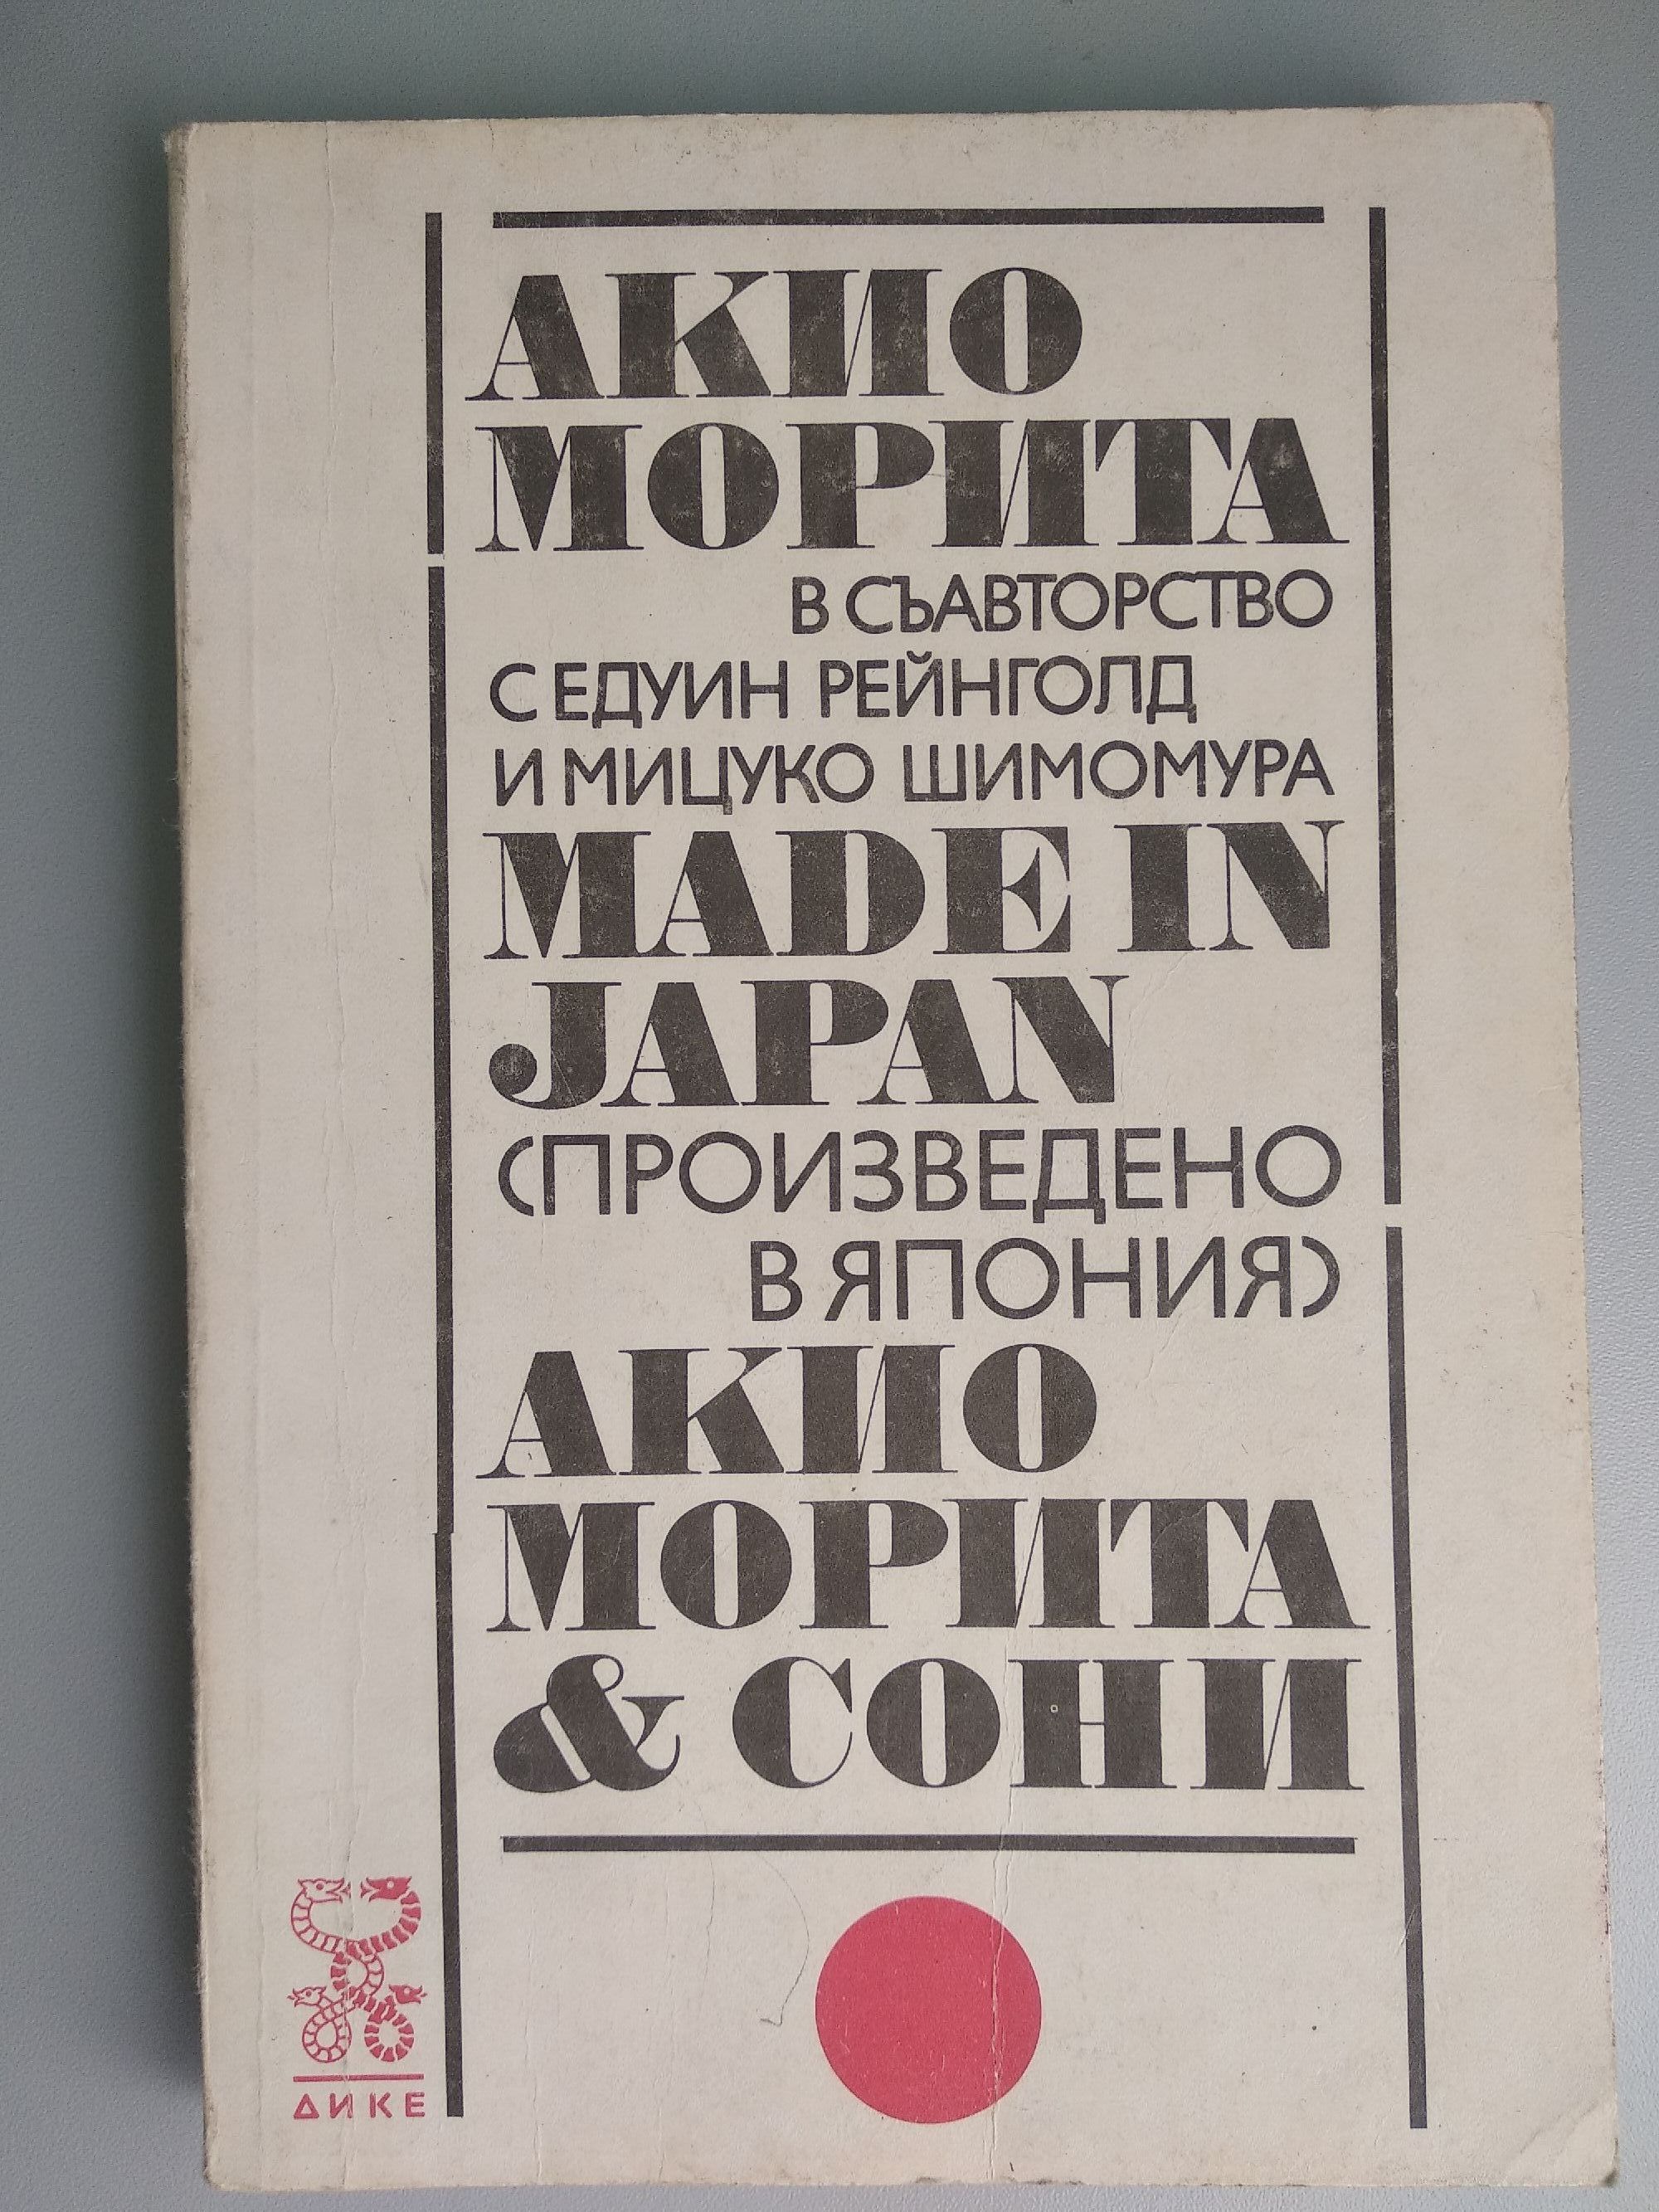 АКИО
МОРИТА
В СЪАВТОРСТВО
С ЕДУИН РЕЙНГОЛД
И МИЦУКО ШИМОМУРА
MADE IN
JAPAN
(ПРОИЗВЕДЕНО
В ЯПОНИЯ)
АКИО
МОРИТА
& СОНИ
ДИКЕ